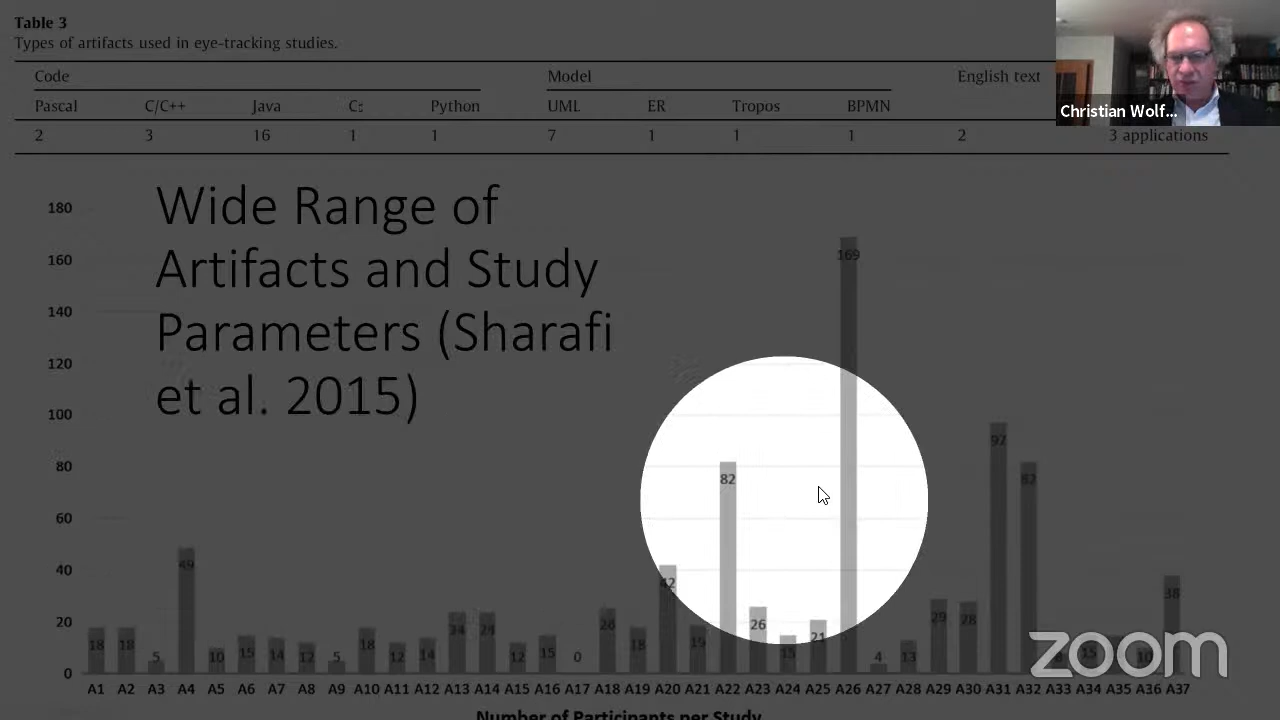 Table 3
Types of artifacts used in eye-tracking studies.
Code Model English text
Pascal C/C++ Java Python UML ER Tropos BPMN
2 3 16 1 1 7 1 1 1 2 3 applications
Christian Wolf...
Wide Range of
Artifacts and Study
Parameters (Sharafi
et al. 2015)
180
160
140
120
100
80
60
40
20
0
18 18 5 49 10 15 14 12 5 18 12 14 24 24 12 15 0 26 18 42 19 82 26 15 21 169 4 13 29 28 97 82 15 38
A1 A2 A3 A4 A5 A6 A7 A8 A9 A10 A11 A12 A13 A14 A15 A16 A17 A18 A19 A20 A21 A22 A23 A24 A25 A26 A27 A28 A29 A30 A31 A32 A33 A34 A35 A36 A37
Number of Participants per Study
zoom